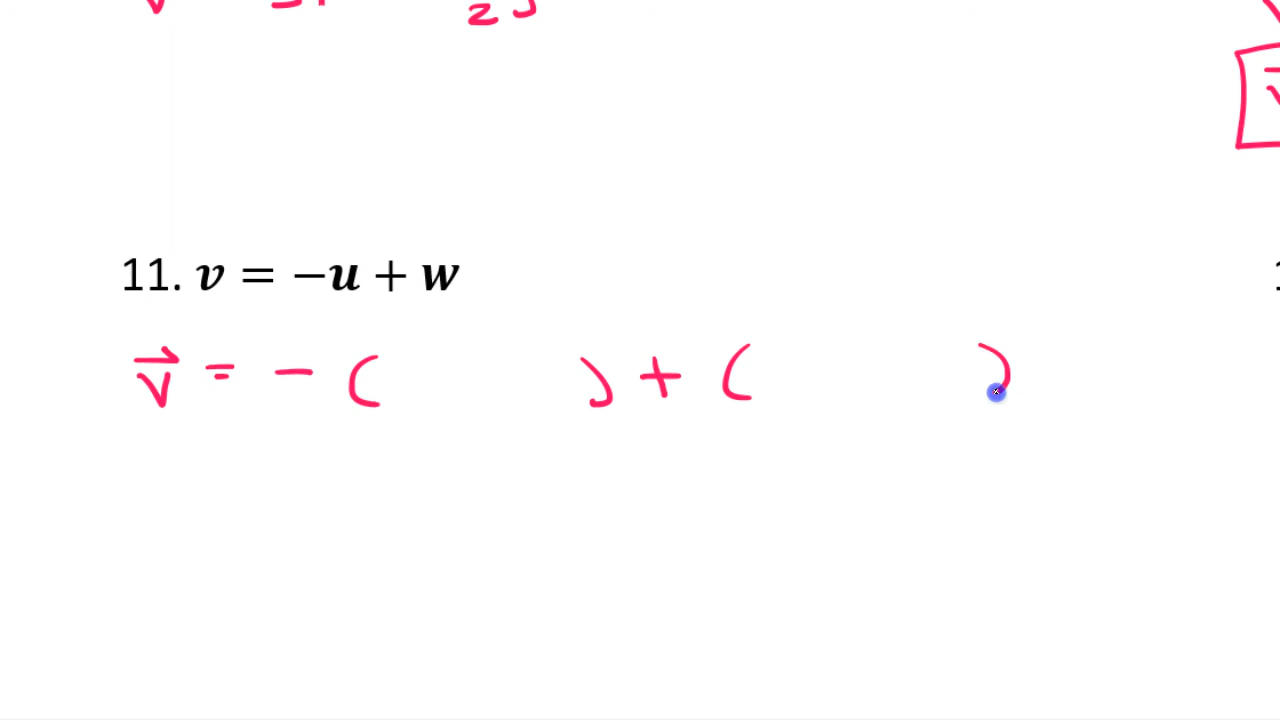 11. v = −u + w
v⃗ = − ( ) + ( )